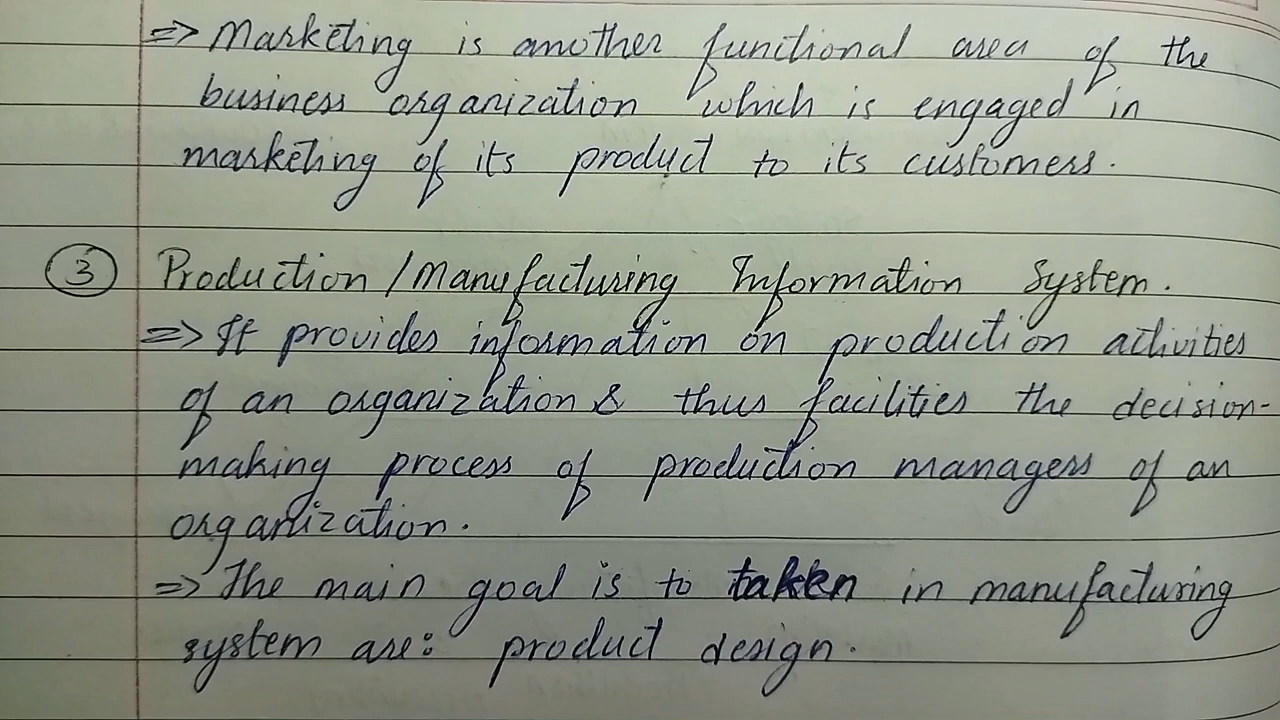 => Marketing is another functional area of the
business organization which is engaged in
marketing of its product to its customers.
③ Production/Manufacturing Information System.
=> It provides information on production activities
of an organization & thus facilities the decision-
making process of production managers of an
organization.
=> The main goal is to taken in manufacturing
system are: product design.